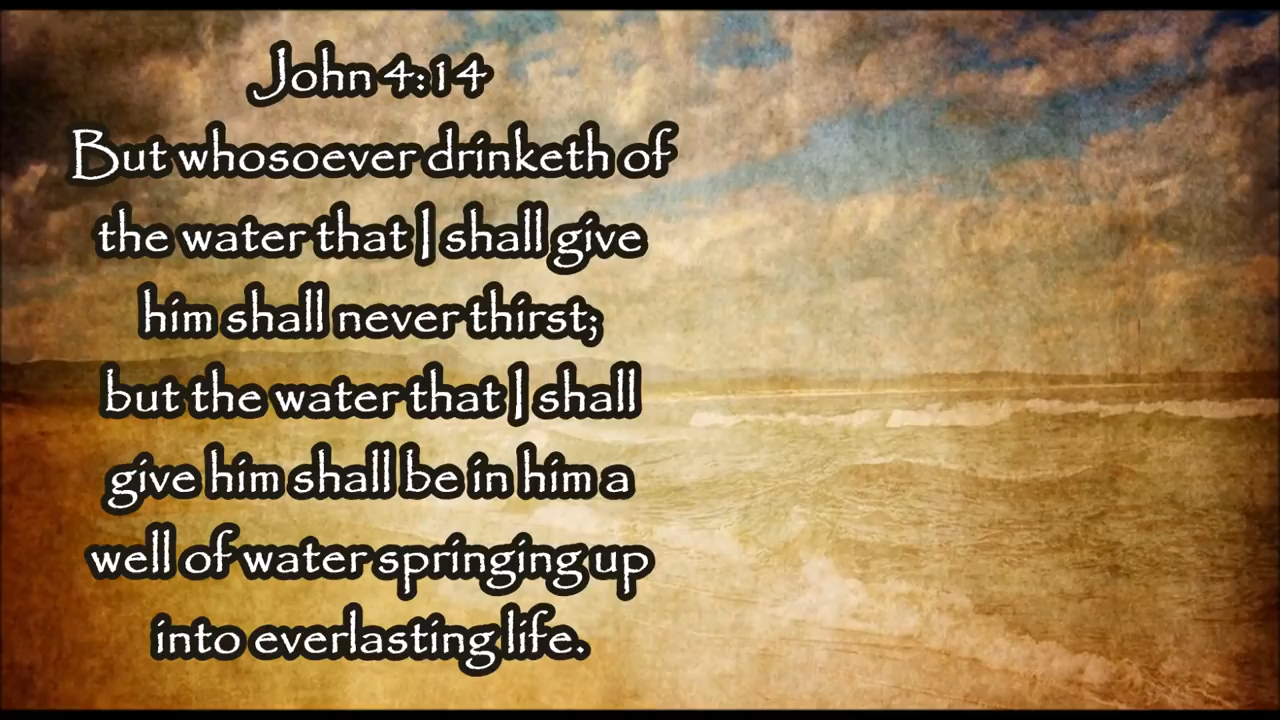 John 4:14
But whosoever drinketh of
the water that I shall give
him shall never thirst;
but the water that I shall
give him shall be in him a
well of water springing up
into everlasting life.